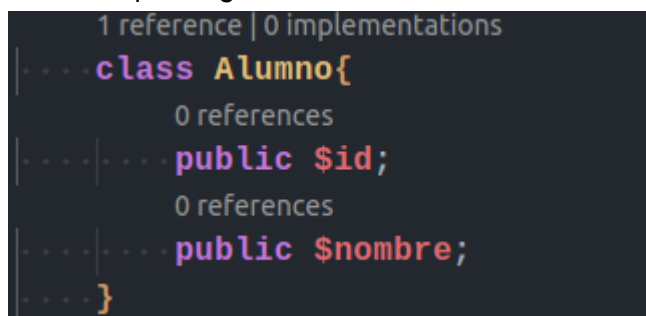 1 reference | 0 implementations
class Alumno{
0 references
public $id;
0 references
public $nombre;
}